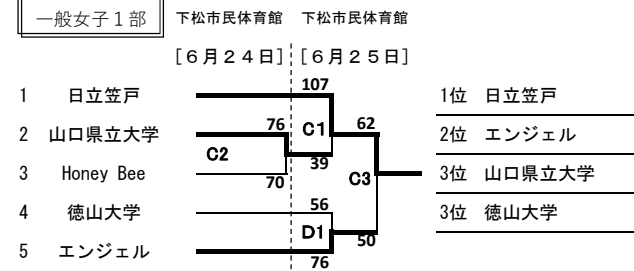 一般女子１部 下松市民体育館 下松市民体育館
[６月２４日] [６月２５日]
107
1 日立笠戸 1位 日立笠戸
2 山口県立大学 76 C1 62 2位 エンジェル
C2
39
3 Honey Bee 70 C3 3位 山口県立大学
4 徳山大学 56 3位 徳山大学
D1 50
5 エンジェル
76